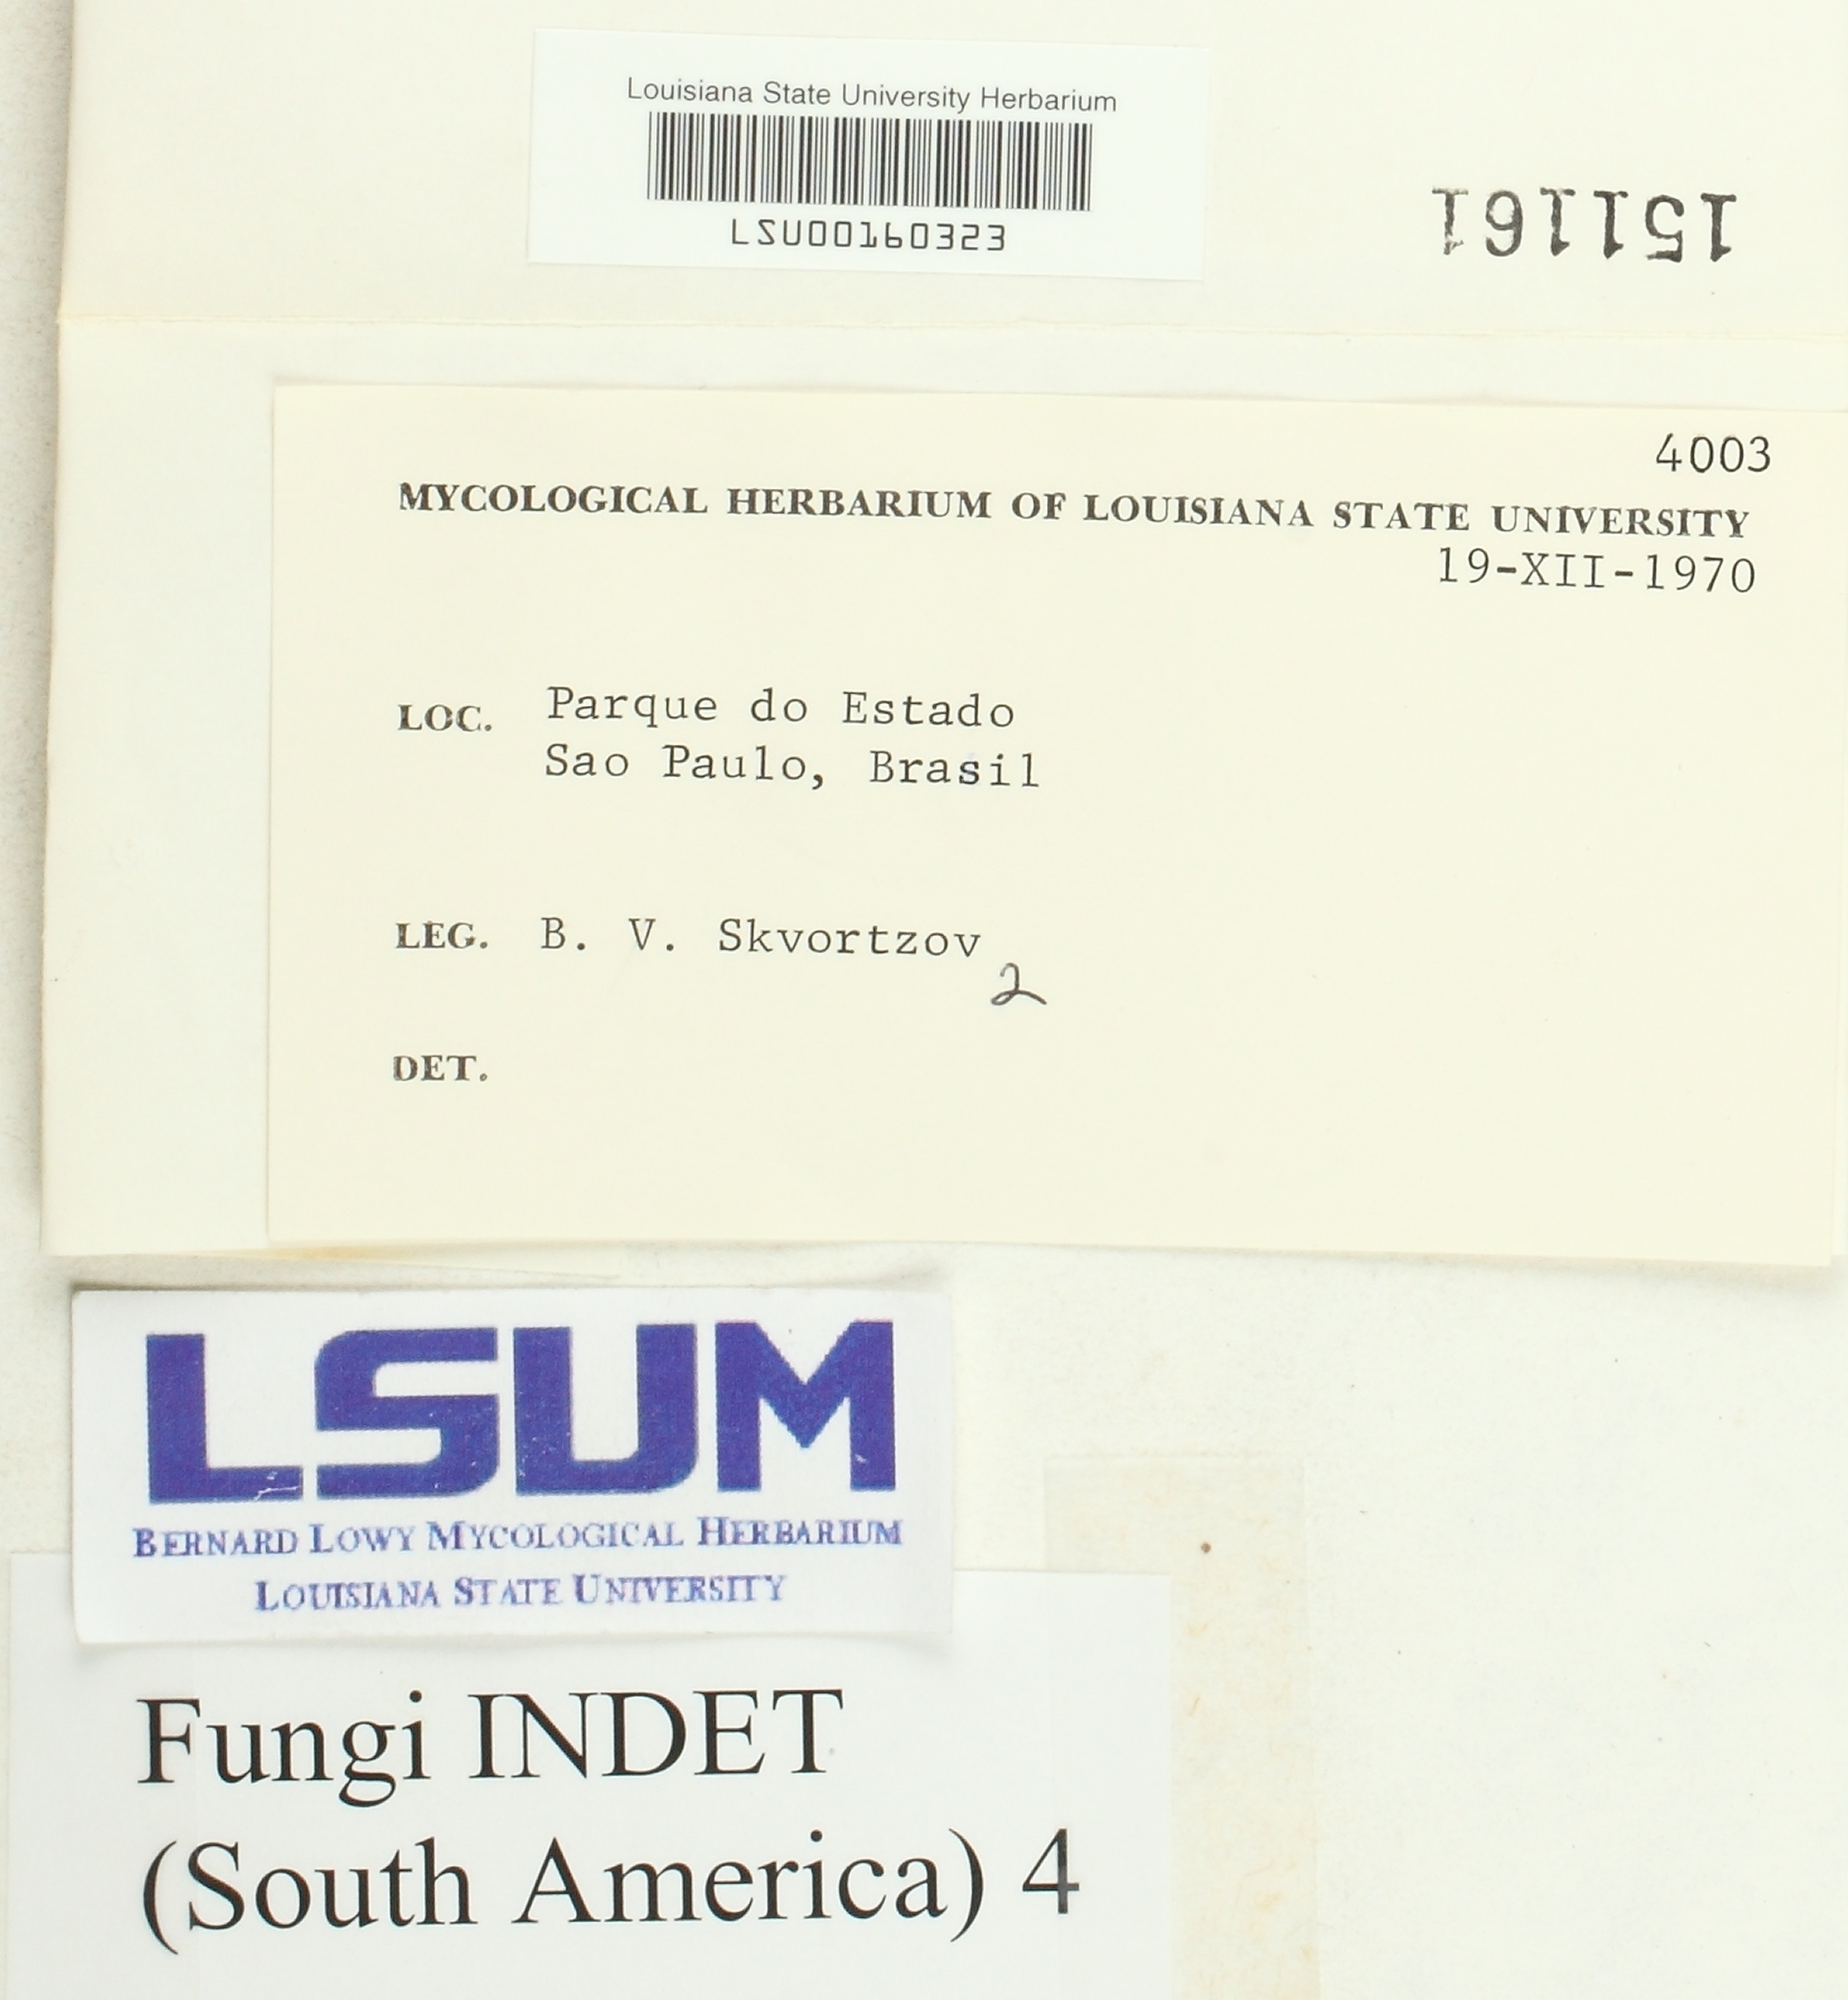 Louisiana State University Herbarium
LSU00160323
151161
4003
MYCOLOGICAL HERBARIUM OF LOUISIANA STATE UNIVERSITY
19-XII-1970
LOC. Parque do Estado
Sao Paulo, Brasil
LEG. B. V. Skvortzov
2
DET.
LSUM
BERNARD LOWY MYCOLOGICAL HERBARIUM
LOUISIANA STATE UNIVERSITY
Fungi INDET
(South America) 4